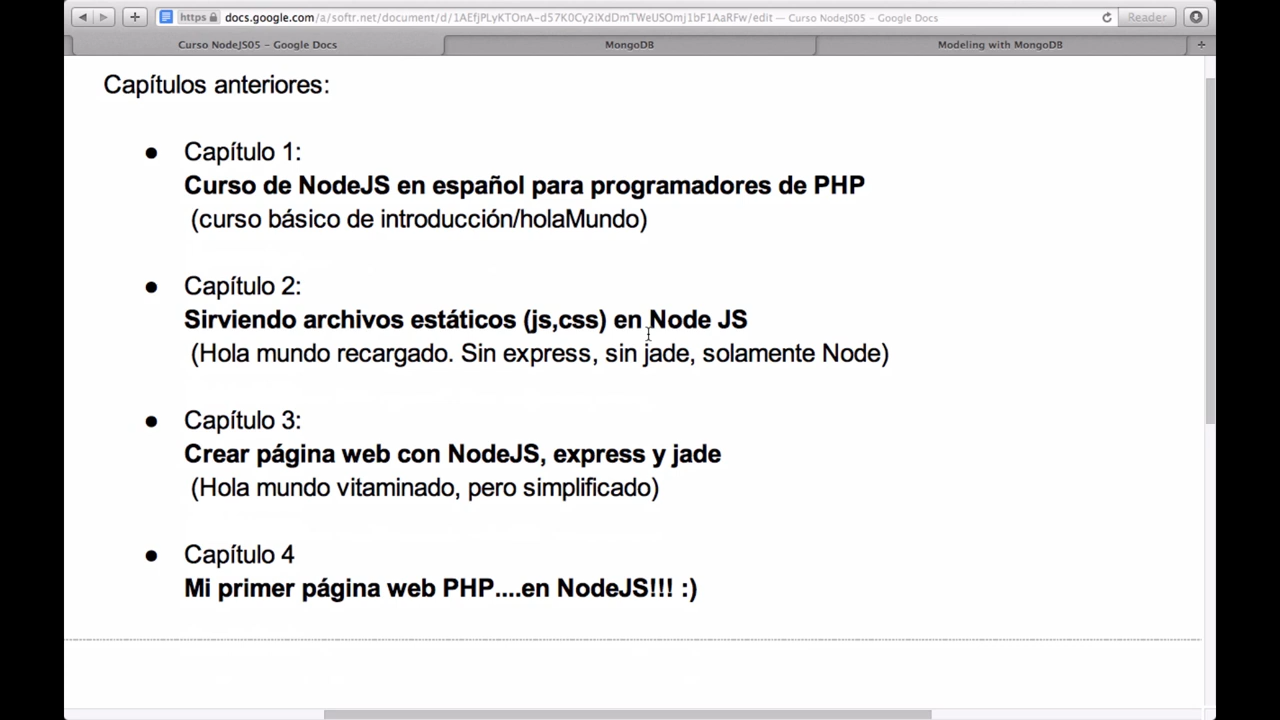 https docs.google.com/a/softr.net/document/d/1AEfjPLyKTOnA-d57K0Cy2iXdDmTWeUSOmj1bF1AaRFw/edit — Curso NodeJS05 – Google Docs Reader
Curso NodeJS05 – Google Docs MongoDB Modeling with MongoDB
Capítulos anteriores:
● Capítulo 1:
Curso de NodeJS en español para programadores de PHP
(curso básico de introducción/holaMundo)
● Capítulo 2:
Sirviendo archivos estáticos (js,css) en Node JS
(Hola mundo recargado. Sin express, sin jade, solamente Node)
● Capítulo 3:
Crear página web con NodeJS, express y jade
(Hola mundo vitaminado, pero simplificado)
● Capítulo 4
Mi primer página web PHP....en NodeJS!!! :)